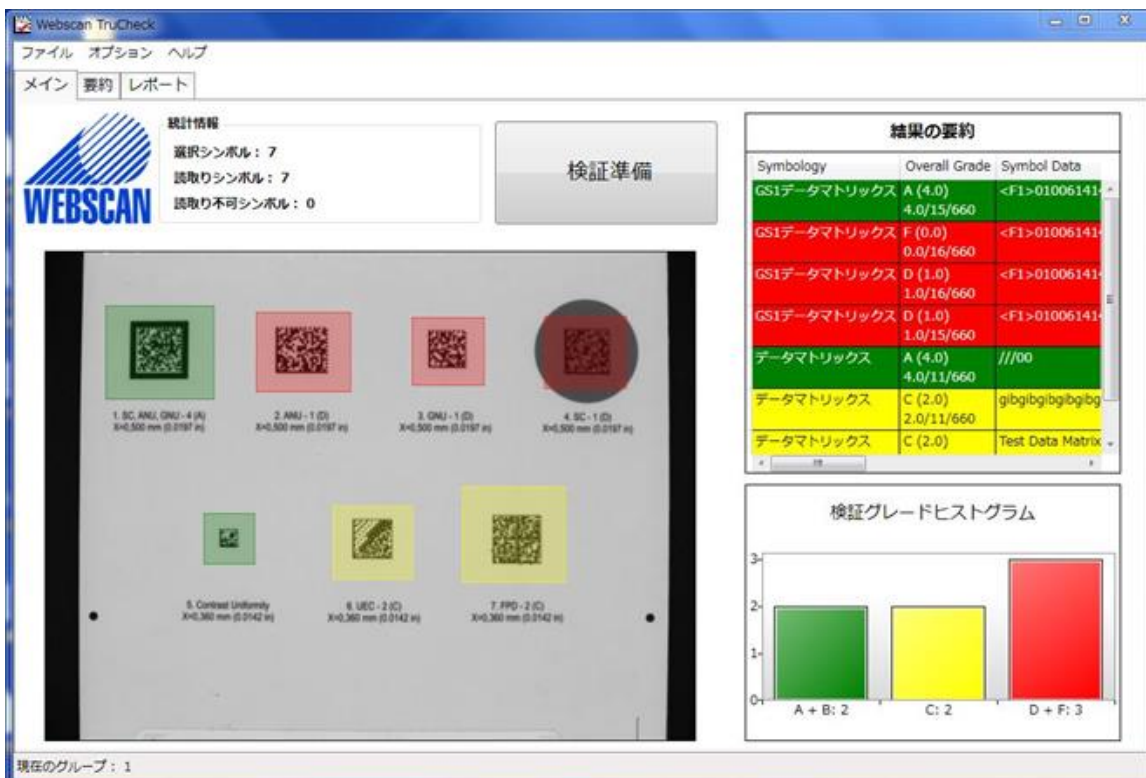 Webscan TruCheck
ファイル オプション ヘルプ
メイン 要約 レポート
WEBSCAN
統計情報
選択シンボル: 7
読取りシンボル: 7
読取り不可シンボル: 0
検証準備
結果の要約
Symbology Overall Grade Symbol Data
GS1データマトリックス A (4.0) <F1>01006141
4.0/15/660
GS1データマトリックス F (0.0) <F1>01006141
0.0/16/660
GS1データマトリックス D (1.0) <F1>01006141
1.0/16/660
GS1データマトリックス D (1.0) <F1>01006141
1.0/15/660
データマトリックス A (4.0) ///00
4.0/11/660
データマトリックス C (2.0) gibgibgibgibgibg
2.0/11/660
データマトリックス C (2.0) Test Data Matrix
1. SC, ANU, GNU - 4 (A)
X=0,500 mm (0.0197 in)
2. ANU - 1 (D)
X=0,500 mm (0.0197 in)
3. GNU - 1 (D)
X=0,500 mm (0.0197 in)
4. SC - 1 (D)
X=0,500 mm (0.0197 in)
5. Contrast Uniformity
X=0,360 mm (0.0142 in)
6. UEC - 2 (C)
X=0,360 mm (0.0142 in)
7. FPD - 2 (C)
X=0,360 mm (0.0142 in)
検証グレードヒストグラム
3
2
1
0
A + B: 2 C: 2 D + F: 3
現在のグループ: 1